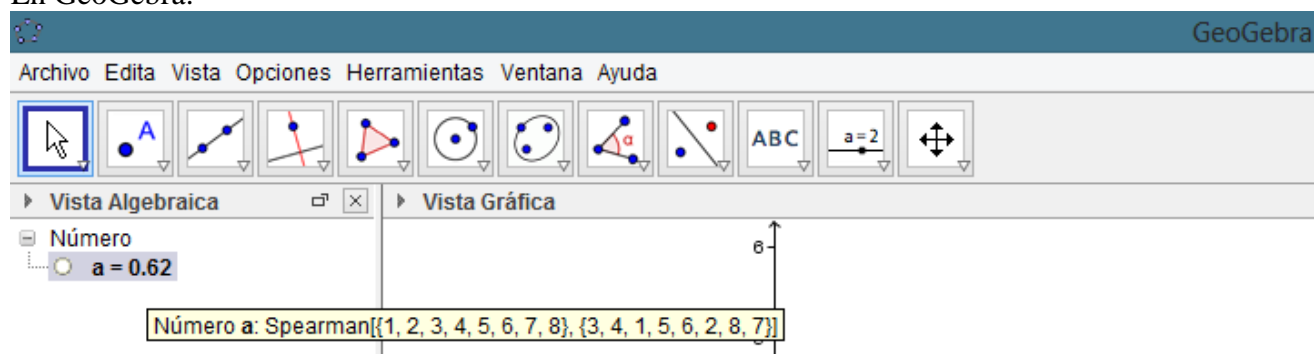 En GeoGebra:
GeoGebra
Archivo Edita Vista Opciones Herramientas Ventana Ayuda
A
α
ABC
a=2
Vista Algebraica
Vista Gráfica
Número
a = 0.62
6
Número a: Spearman[{1, 2, 3, 4, 5, 6, 7, 8}, {3, 4, 1, 5, 6, 2, 8, 7}]